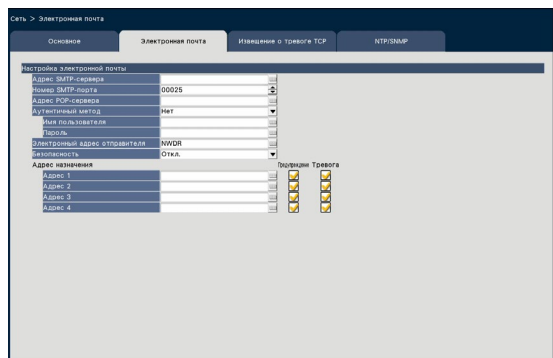 Сеть > Электронная почта
Основное Электронная почта Извещение о тревоге TCP NTP/SNMP
Настройка электронной почты
Адрес SMTP-сервера
Номер SMTP-порта 00025
Адрес POP-сервера
Аутентичный метод Нет
Имя пользователя
Пароль
Электронный адрес отправителя NWDR
Безопасность Откл.
Адрес назначения Предупреждение Тревога
Адрес 1
Адрес 2
Адрес 3
Адрес 4